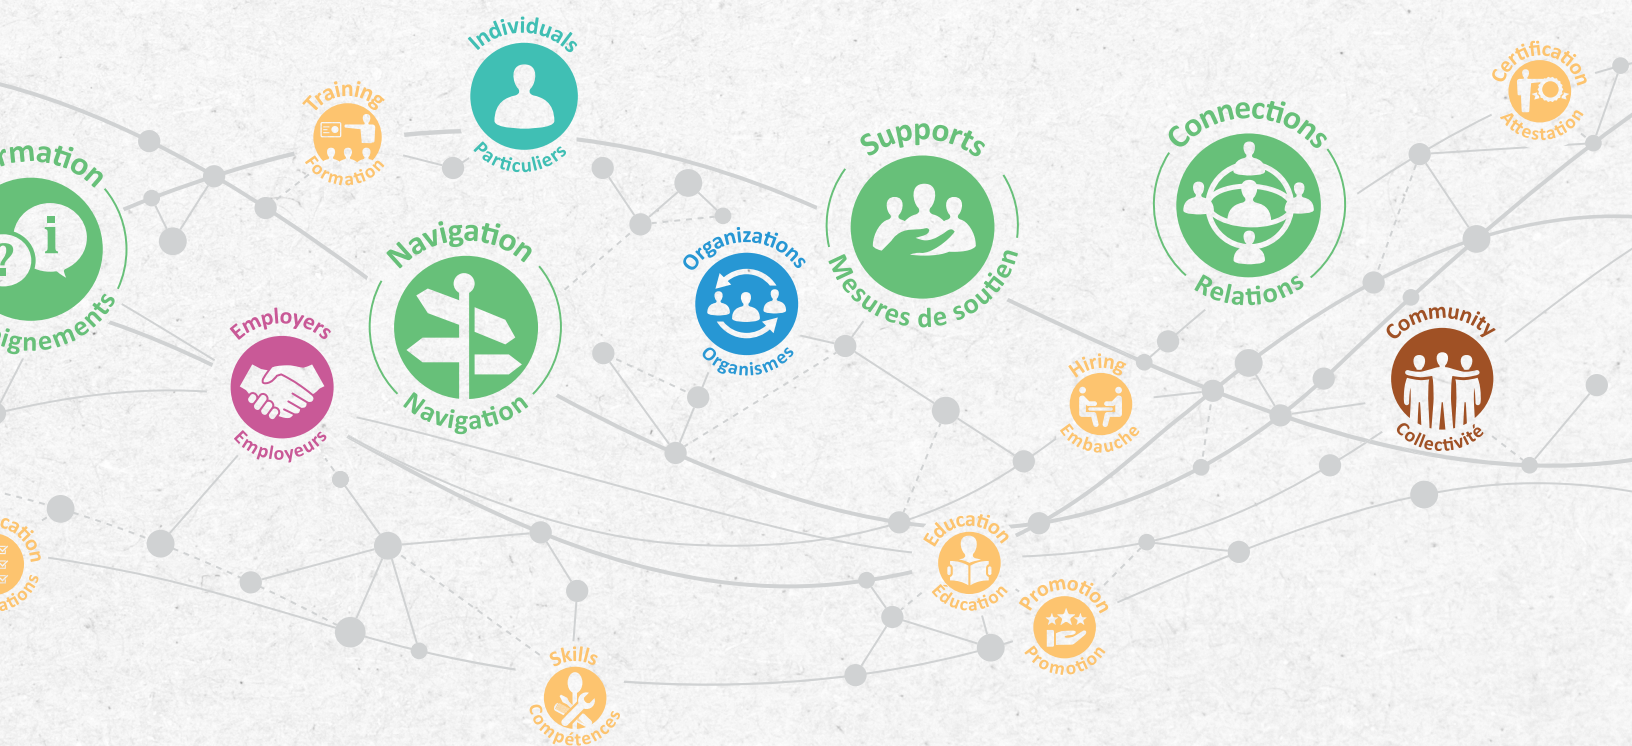 Individuals
Particuliers
Certification
Attestation
Training
Formation
Connections
Relations
Supports
Mesures de soutien
rmation
ignements
Navigation
Navigation
Organizations
Organismes
Employers
Employeurs
Community
Collectivité
Hiring
Embauche
cation
ations
Education
Éducation
Promotion
Promotion
Skills
Compétences
i
?